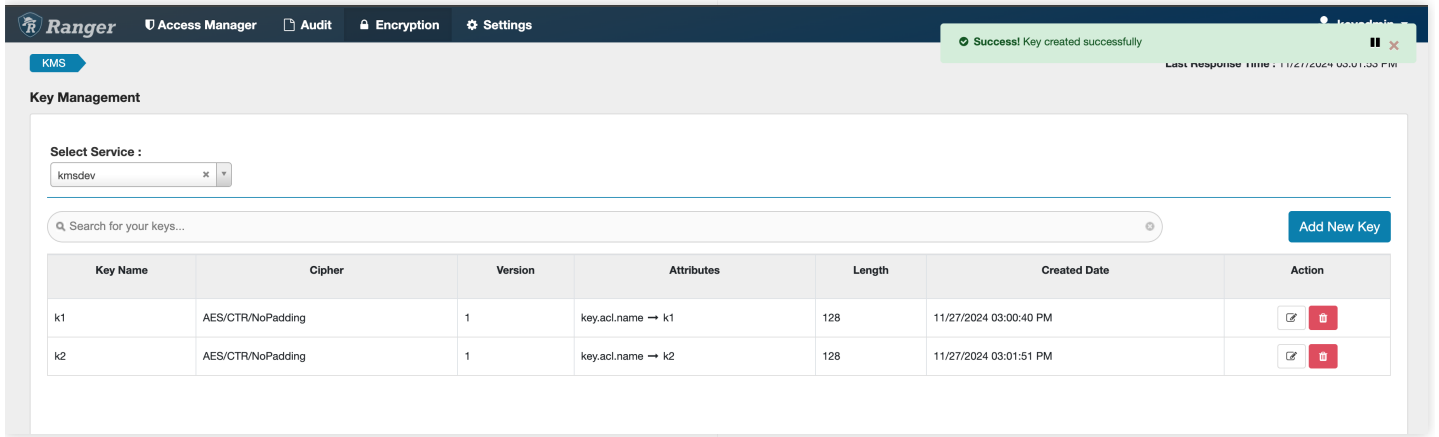 Ranger Access Manager Audit Encryption Settings keyadmin
Success! Key created successfully
KMS
Last Response Time : 11/27/2024 03:01:53 PM
Key Management
Select Service :
kmsdev
Search for your keys...
Add New Key
Key Name Cipher Version Attributes Length Created Date Action
k1 AES/CTR/NoPadding 1 key.acl.name → k1 128 11/27/2024 03:00:40 PM
k2 AES/CTR/NoPadding 1 key.acl.name → k2 128 11/27/2024 03:01:51 PM